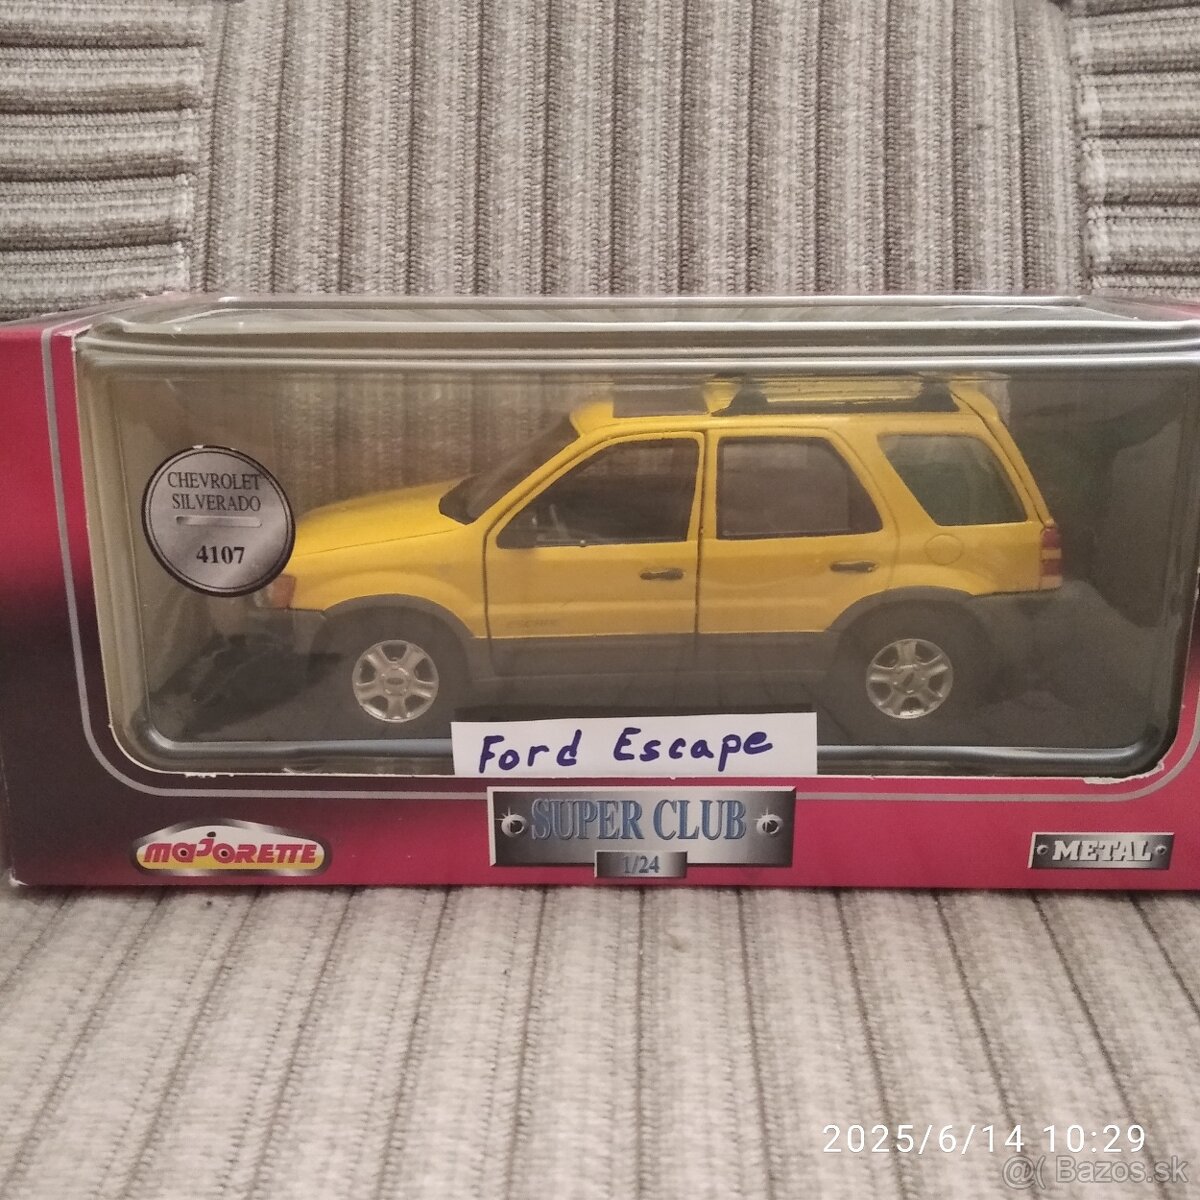 CHEVROLET
SILVERADO
4107
Ford Escape
SUPER CLUB
1/24
majORETTE
METAL
2025/6/14 10:29
@( Bazos.sk